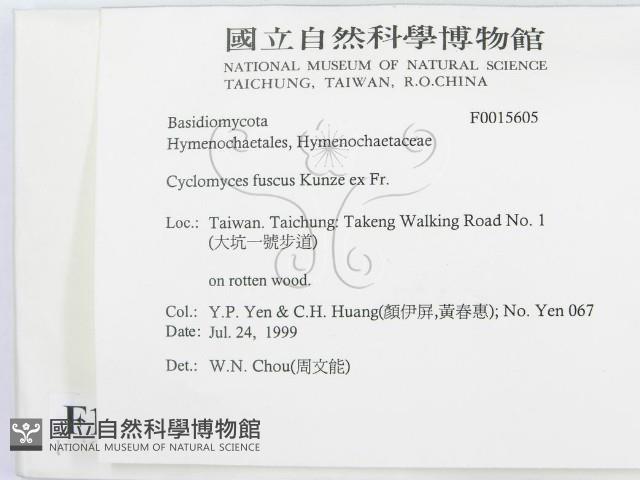 國立自然科學博物館
NATIONAL MUSEUM OF NATURAL SCIENCE
TAICHUNG, TAIWAN, R.O.CHINA
Basidiomycota F0015605
Hymenochaetales, Hymenochaetaceae
Cyclomyces fuscus Kunze ex Fr.
Loc.: Taiwan. Taichung: Takeng Walking Road No. 1
(大坑一號步道)
on rotten wood.
Col.: Y.P. Yen & C.H. Huang(顏伊屏,黃春惠); No. Yen 067
Date: Jul. 24, 1999
Det.: W.N. Chou(周文能)
國立自然科學博物館
NATIONAL MUSEUM OF NATURAL SCIENCE